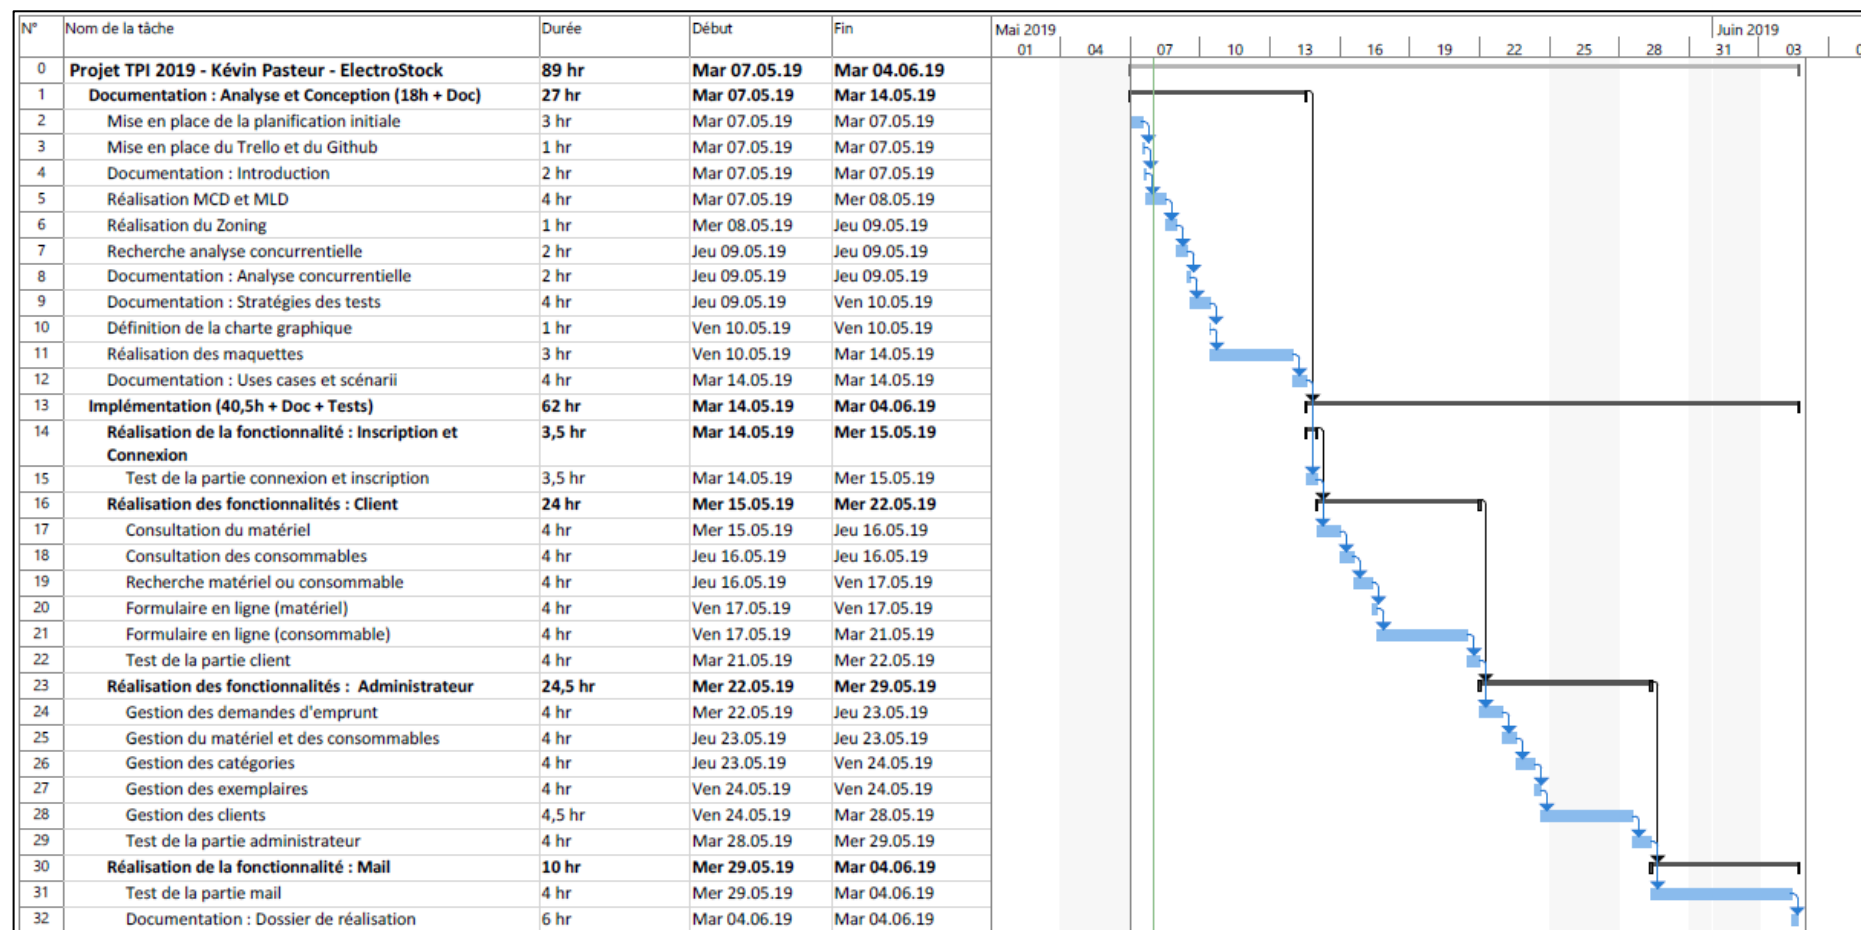 N° Nom de la tâche Durée Début Fin Mai 2019 Juin 2019
01 04 07 10 13 16 19 22 25 28 31 03
0 Projet TPI 2019 - Kévin Pasteur - ElectroStock 89 hr Mar 07.05.19 Mar 04.06.19
1 Documentation : Analyse et Conception (18h + Doc) 27 hr Mar 07.05.19 Mar 14.05.19
2 Mise en place de la planification initiale 3 hr Mar 07.05.19 Mar 07.05.19
3 Mise en place du Trello et du Github 1 hr Mar 07.05.19 Mar 07.05.19
4 Documentation : Introduction 2 hr Mar 07.05.19 Mar 07.05.19
5 Réalisation MCD et MLD 4 hr Mar 07.05.19 Mer 08.05.19
6 Réalisation du Zoning 1 hr Mer 08.05.19 Jeu 09.05.19
7 Recherche analyse concurrentielle 2 hr Jeu 09.05.19 Jeu 09.05.19
8 Documentation : Analyse concurrentielle 2 hr Jeu 09.05.19 Jeu 09.05.19
9 Documentation : Stratégies des tests 4 hr Jeu 09.05.19 Ven 10.05.19
10 Définition de la charte graphique 1 hr Ven 10.05.19 Ven 10.05.19
11 Réalisation des maquettes 3 hr Ven 10.05.19 Mar 14.05.19
12 Documentation : Uses cases et scénarii 4 hr Mar 14.05.19 Mar 14.05.19
13 Implémentation (40,5h + Doc + Tests) 62 hr Mar 14.05.19 Mar 04.06.19
14 Réalisation de la fonctionnalité : Inscription et 3,5 hr Mar 14.05.19 Mer 15.05.19
Connexion
15 Test de la partie connexion et inscription 3,5 hr Mar 14.05.19 Mer 15.05.19
16 Réalisation des fonctionnalités : Client 24 hr Mer 15.05.19 Mer 22.05.19
17 Consultation du matériel 4 hr Mer 15.05.19 Jeu 16.05.19
18 Consultation des consommables 4 hr Jeu 16.05.19 Jeu 16.05.19
19 Recherche matériel ou consommable 4 hr Jeu 16.05.19 Ven 17.05.19
20 Formulaire en ligne (matériel) 4 hr Ven 17.05.19 Ven 17.05.19
21 Formulaire en ligne (consommable) 4 hr Ven 17.05.19 Mar 21.05.19
22 Test de la partie client 4 hr Mar 21.05.19 Mer 22.05.19
23 Réalisation des fonctionnalités : Administrateur 24,5 hr Mer 22.05.19 Mer 29.05.19
24 Gestion des demandes d'emprunt 4 hr Mer 22.05.19 Jeu 23.05.19
25 Gestion du matériel et des consommables 4 hr Jeu 23.05.19 Jeu 23.05.19
26 Gestion des catégories 4 hr Jeu 23.05.19 Ven 24.05.19
27 Gestion des exemplaires 4 hr Ven 24.05.19 Ven 24.05.19
28 Gestion des clients 4,5 hr Ven 24.05.19 Mar 28.05.19
29 Test de la partie administrateur 4 hr Mar 28.05.19 Mer 29.05.19
30 Réalisation de la fonctionnalité : Mail 10 hr Mer 29.05.19 Mar 04.06.19
31 Test de la partie mail 4 hr Mer 29.05.19 Mar 04.06.19
32 Documentation : Dossier de réalisation 6 hr Mar 04.06.19 Mar 04.06.19